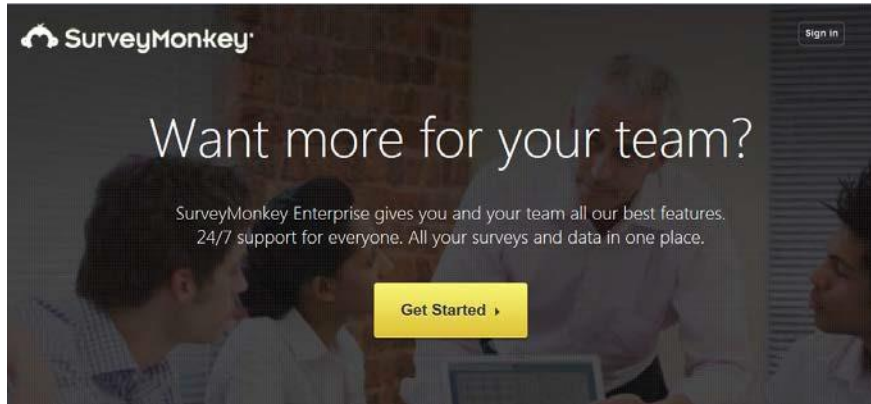 SurveyMonkey®
Sign in
Want more for your team?
SurveyMonkey Enterprise gives you and your team all our best features.
24/7 support for everyone. All your surveys and data in one place.
Get Started ▸